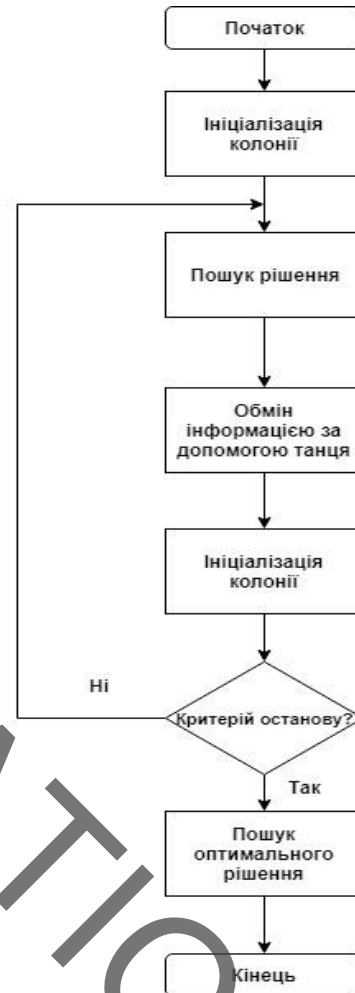 Початок
Ініціалізація
колонії
Пошук рішення
Обмін
інформацією за
допомогою танця
Ініціалізація
колонії
Ні
Критерій останову?
Так
Пошук
оптимального
рішення
Кінець
ATIO